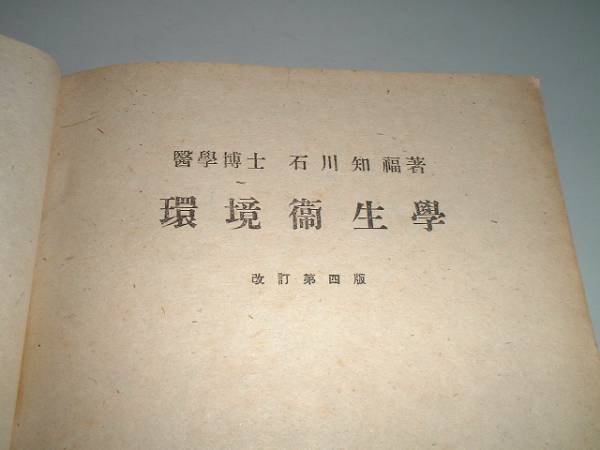 醫學博士 石川知福著
環境衞生學
改訂第四版